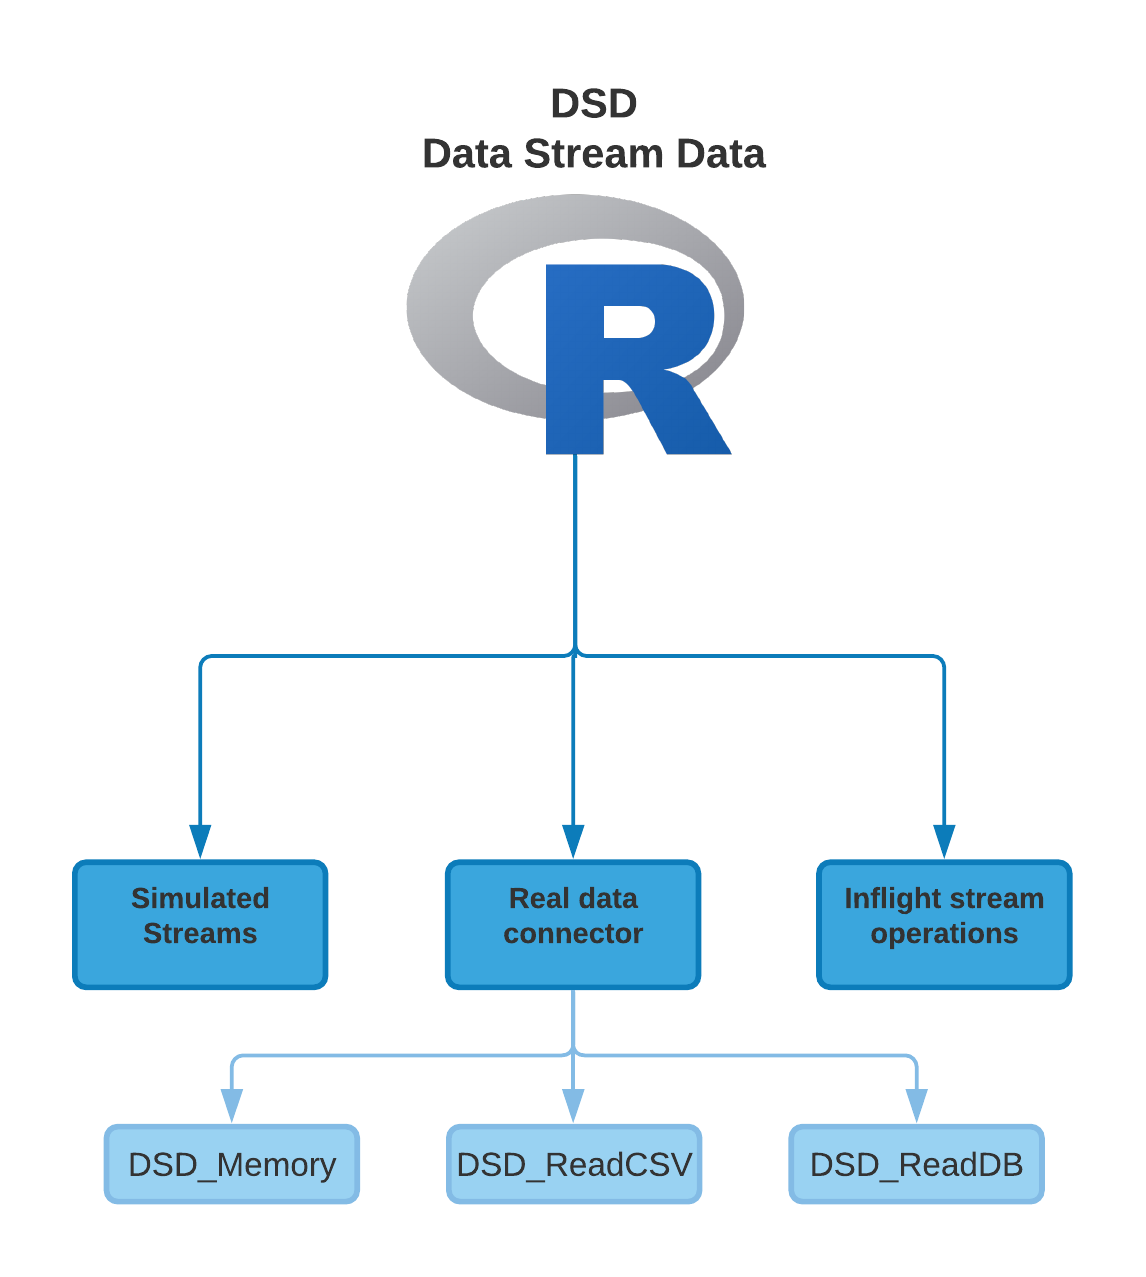 DSD
Data Stream Data
R
Simulated
Streams
Real data
connector
Inflight stream
operations
DSD_Memory
DSD_ReadCSV
DSD_ReadDB